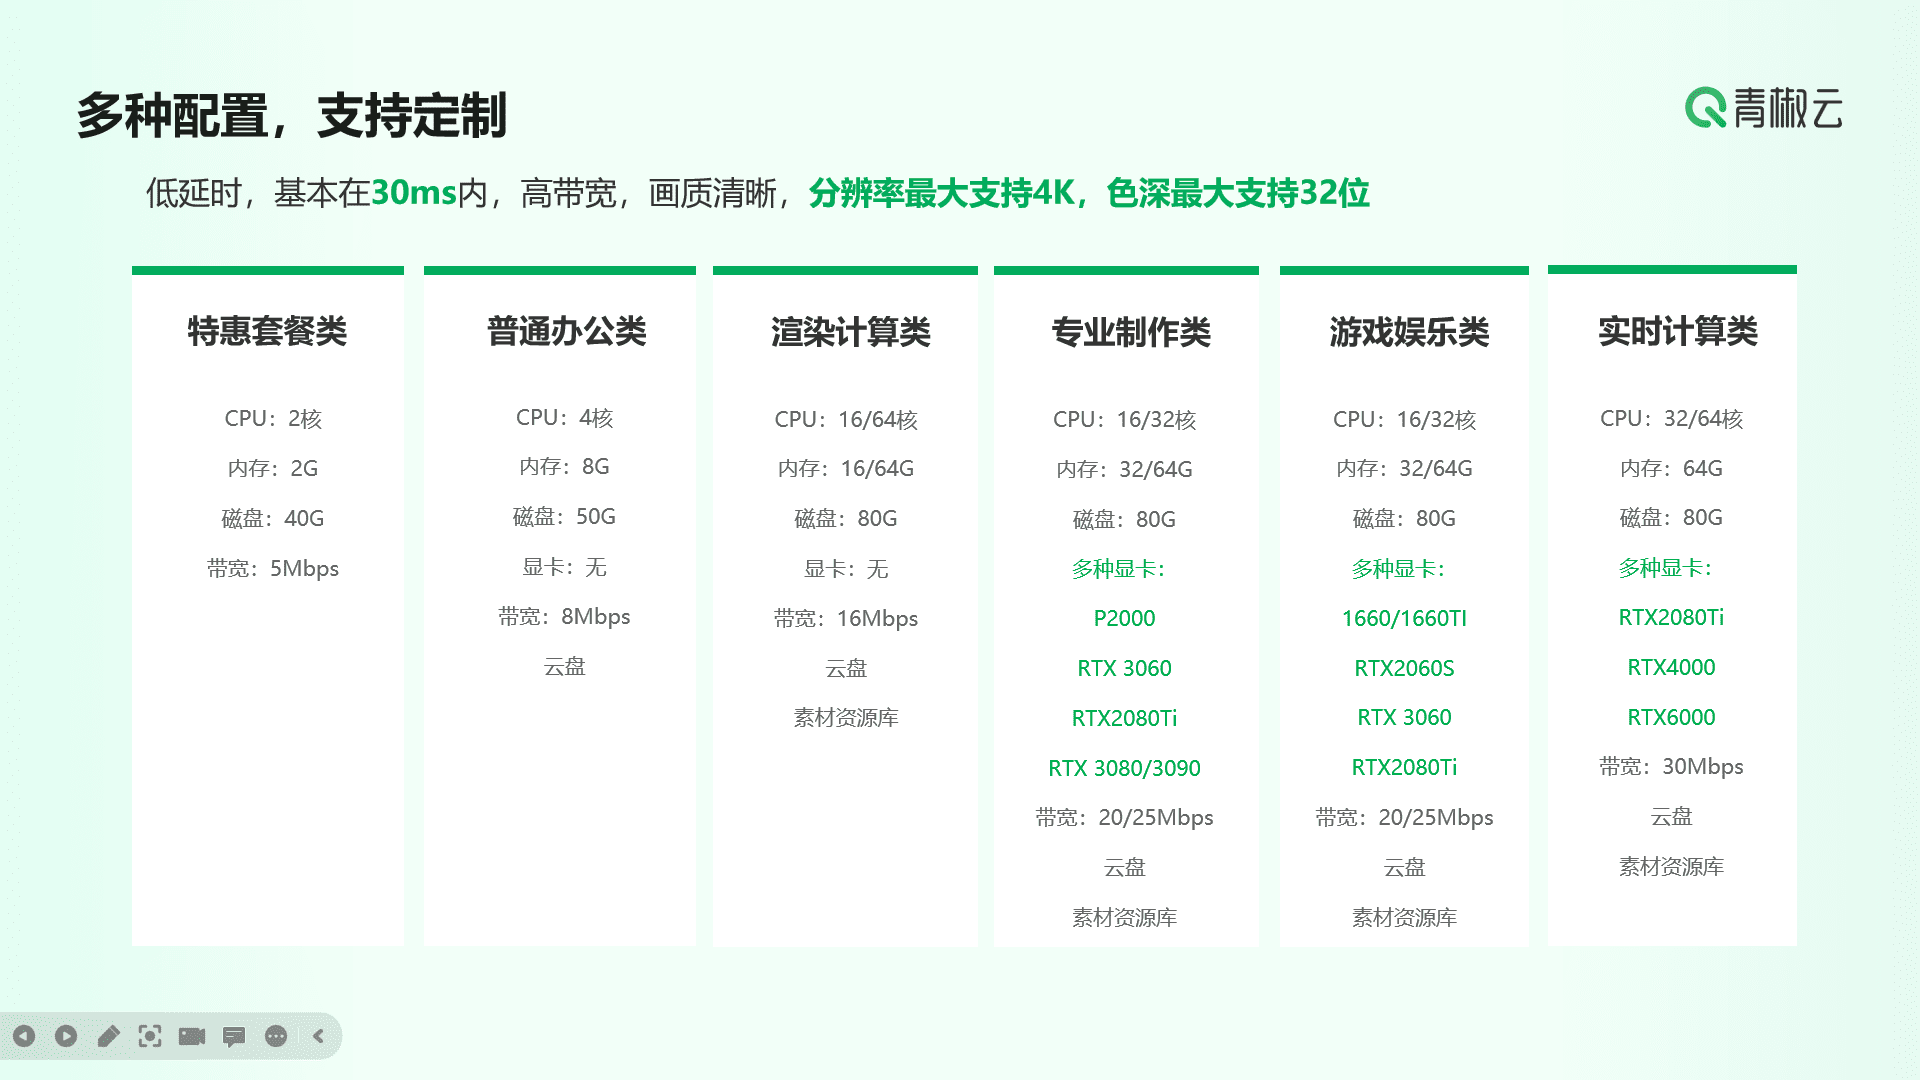 多种配置，支持定制
青椒云
低延时，基本在30ms内，高带宽，画质清晰，分辨率最大支持4K，色深最大支持32位
特惠套餐类
CPU：2核
内存：2G
磁盘：40G
带宽：5Mbps
普通办公类
CPU：4核
内存：8G
磁盘：50G
显卡：无
带宽：8Mbps
云盘
渲染计算类
CPU：16/64核
内存：16/64G
磁盘：80G
显卡：无
带宽：16Mbps
云盘
素材资源库
专业制作类
CPU：16/32核
内存：32/64G
磁盘：80G
多种显卡：
P2000
RTX 3060
RTX2080Ti
RTX 3080/3090
带宽：20/25Mbps
云盘
素材资源库
游戏娱乐类
CPU：16/32核
内存：32/64G
磁盘：80G
多种显卡：
1660/1660TI
RTX2060S
RTX 3060
RTX2080Ti
带宽：20/25Mbps
云盘
素材资源库
实时计算类
CPU：32/64核
内存：64G
磁盘：80G
多种显卡：
RTX2080Ti
RTX4000
RTX6000
带宽：30Mbps
云盘
素材资源库